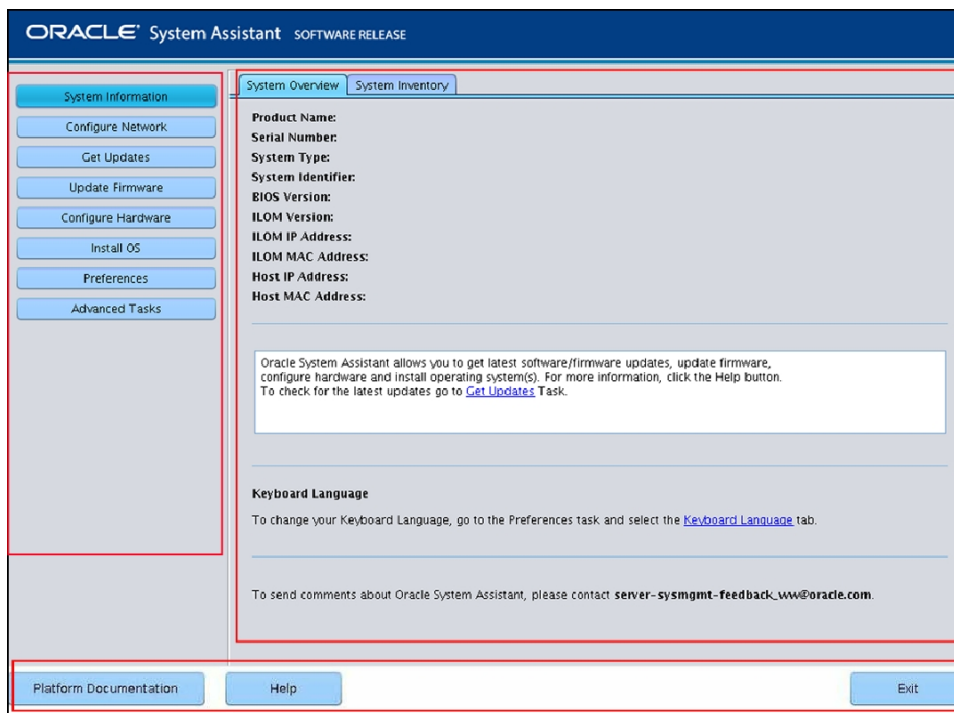 ORACLE® System Assistant SOFTWARE RELEASE
System Information
Configure Network
Get Updates
Update Firmware
Configure Hardware
Install OS
Preferences
Advanced Tasks
System Overview
System Inventory
Product Name:
Serial Number:
System Type:
System Identifier:
BIOS Version:
ILOM Version:
ILOM IP Address:
ILOM MAC Address:
Host IP Address:
Host MAC Address:
Oracle System Assistant allows you to get latest software/firmware updates, update firmware,
configure hardware and install operating system(s). For more information, click the Help button.
To check for the latest updates go to Get Updates Task.
Keyboard Language
To change your Keyboard Language, go to the Preferences task and select the Keyboard Language tab.
To send comments about Oracle System Assistant, please contact server-sysmgmt-feedback_ww@oracle.com.
Platform Documentation
Help
Exit